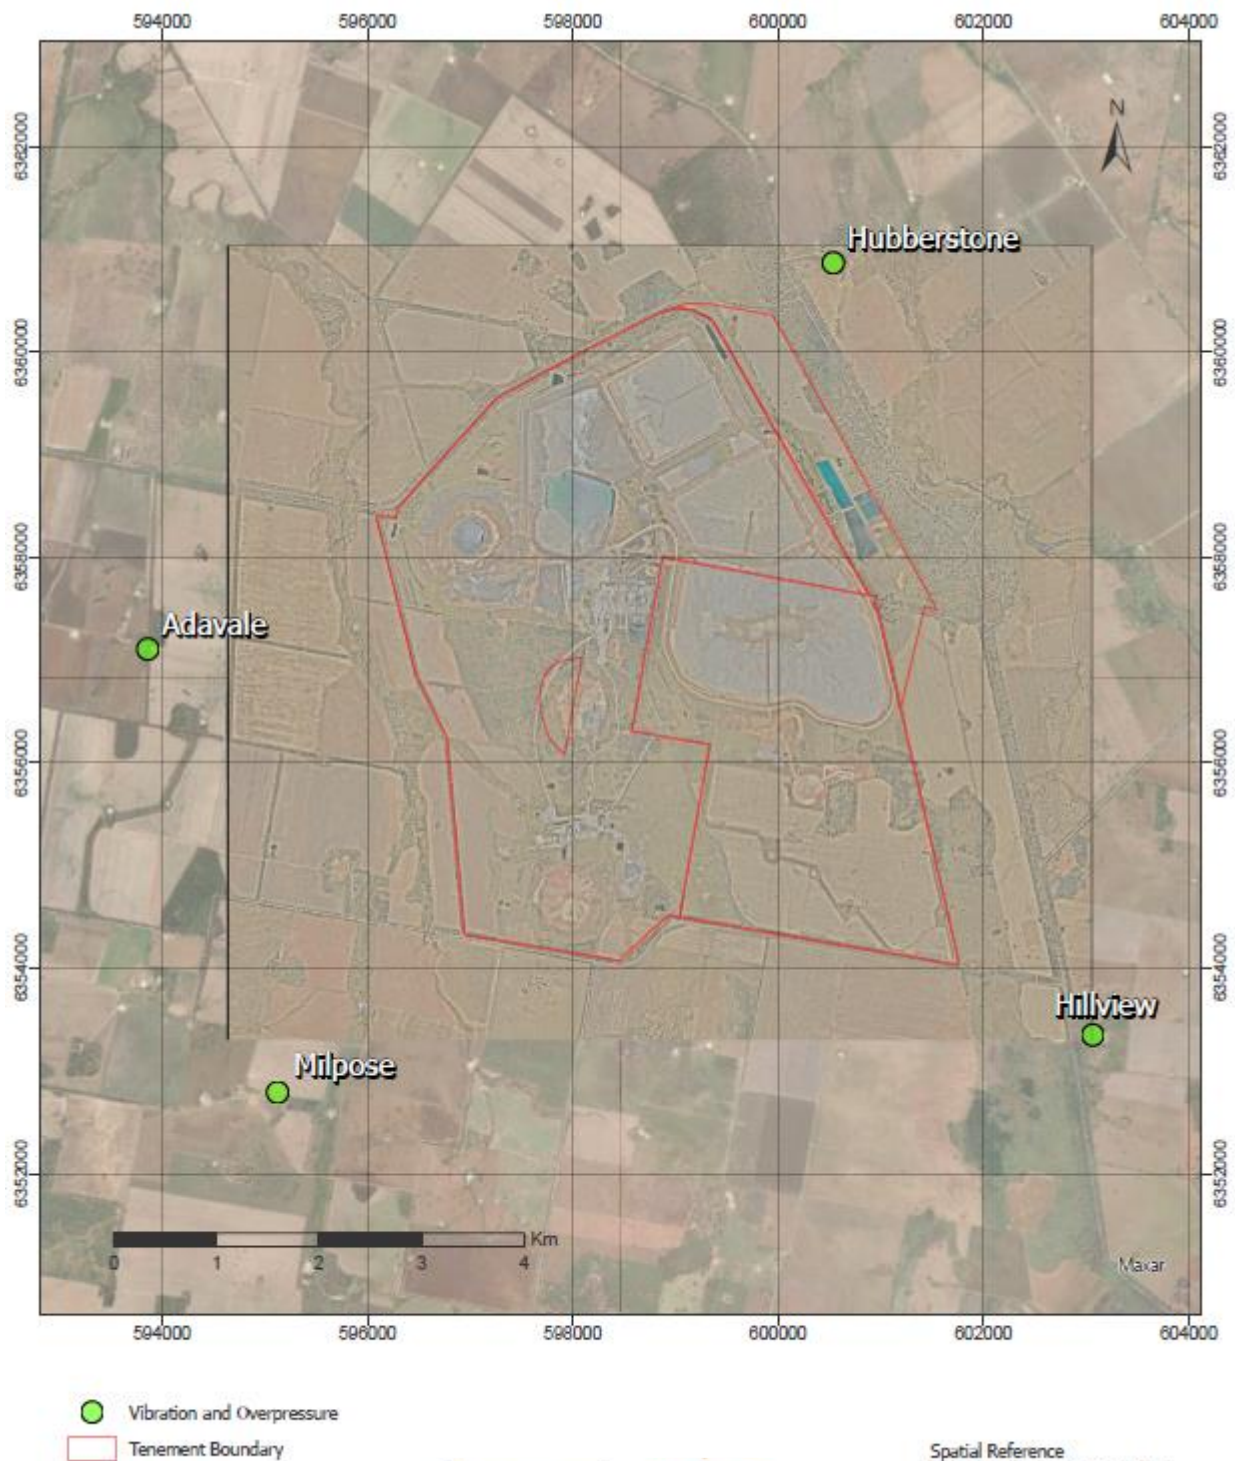 594000 596000 598000 600000 602000 604000
N
6362000 6362000
Hubberstone
6360000 6360000
6358000 6358000
Adavale
6356000 6356000
6354000 6354000
Hillview
Milpose
6352000 6352000
Km
0 1 2 3 4
Maxar
594000 596000 598000 600000 602000 604000
Vibration and Overpressure
Tenement Boundary
Spatial Reference